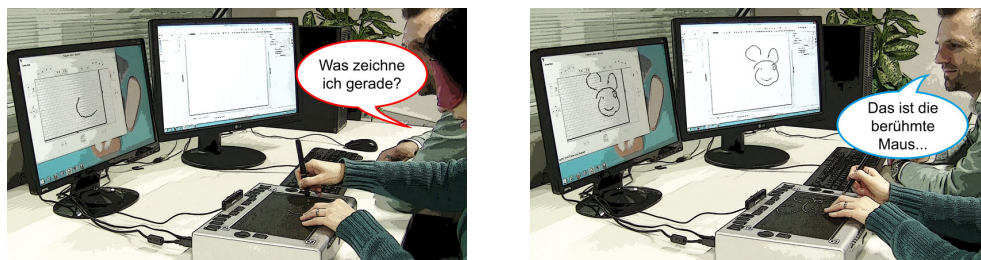 Was zeichne
ich gerade?
Das ist die
berühmte
Maus...